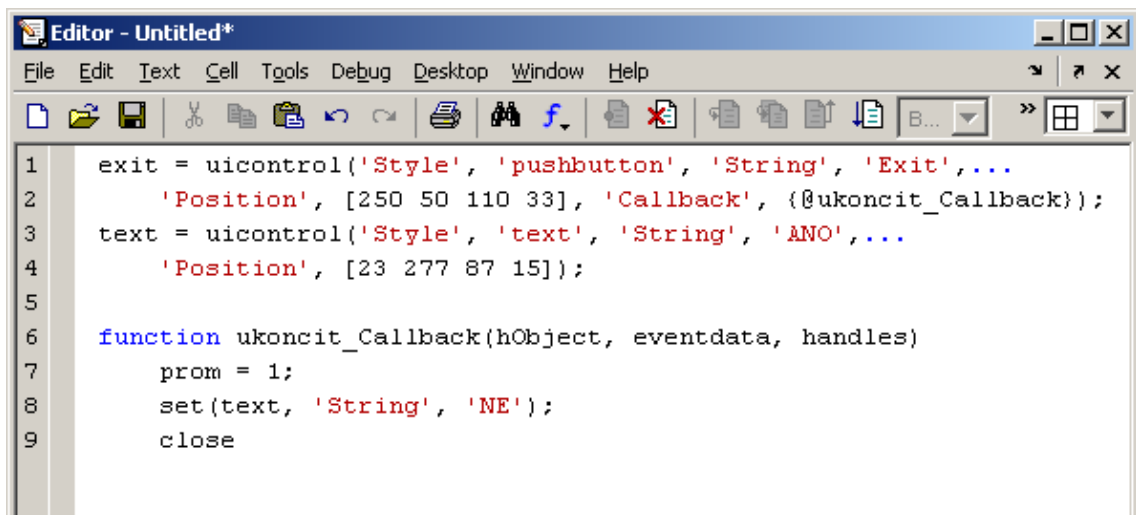 Editor - Untitled*
File Edit Text Cell Tools Debug Desktop Window Help
B...
1 exit = uicontrol('Style', 'pushbutton', 'String', 'Exit',...
2 'Position', [250 50 110 33], 'Callback', {@ukoncit_Callback});
3 text = uicontrol('Style', 'text', 'String', 'ANO',...
4 'Position', [23 277 87 15]);
5
6 function ukoncit_Callback(hObject, eventdata, handles)
7 prom = 1;
8 set(text, 'String', 'NE');
9 close